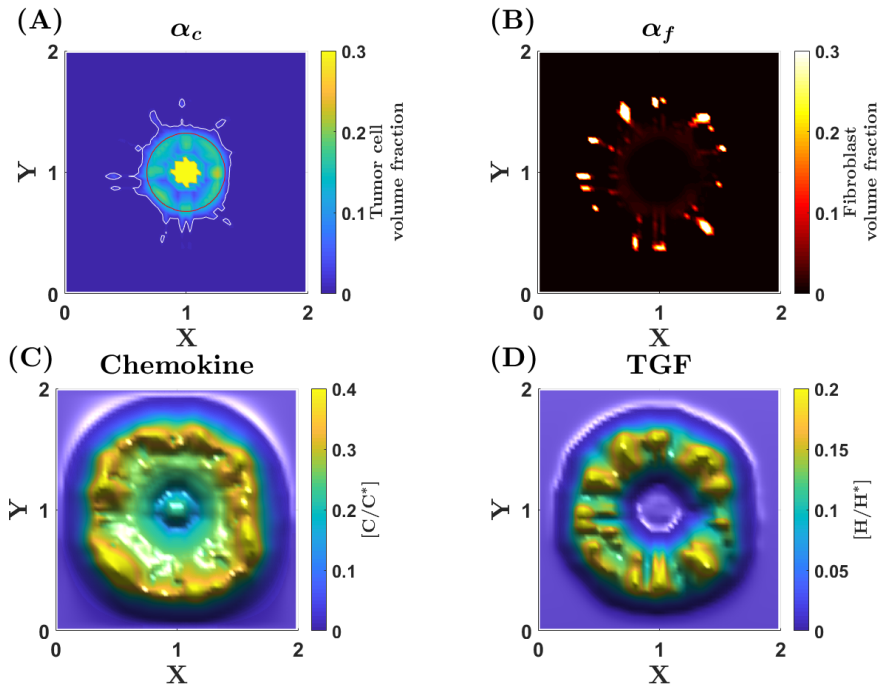 (A)
α_c
2
1
0
Y
0
1
2
X
0.3
0.2
0.1
0
Tumor cell
volume fraction
(B)
α_f
2
1
0
Y
0
1
2
X
0.3
0.2
0.1
0
Fibroblast
volume fraction
(C)
Chemokine
2
1
0
Y
0
1
2
X
0.4
0.3
0.2
0.1
0
[C/C*]
(D)
TGF
2
1
0
Y
0
1
2
X
0.2
0.15
0.1
0.05
0
[H/H*]